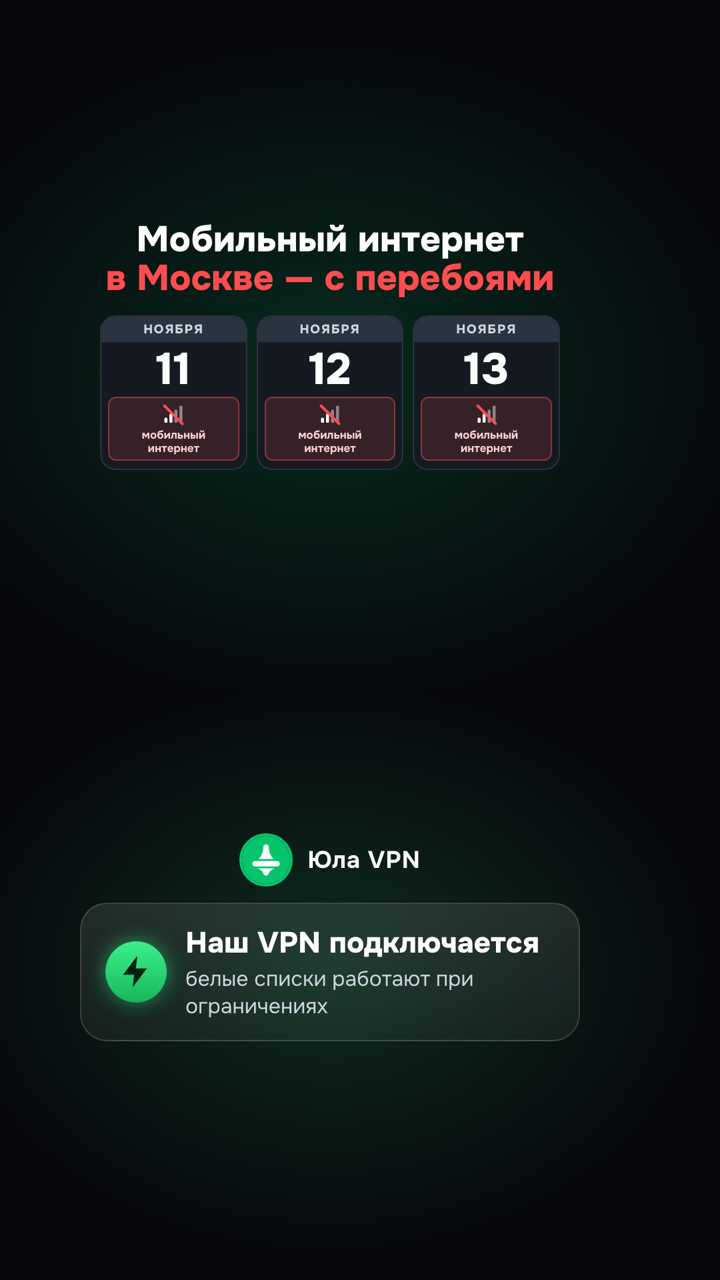 Мобильный интернет
в Москве — с перебоями
НОЯБРЯ
11
мобильный
интернет
НОЯБРЯ
12
мобильный
интернет
НОЯБРЯ
13
мобильный
интернет
Юла VPN
Наш VPN подключается
белые списки работают при
ограничениях